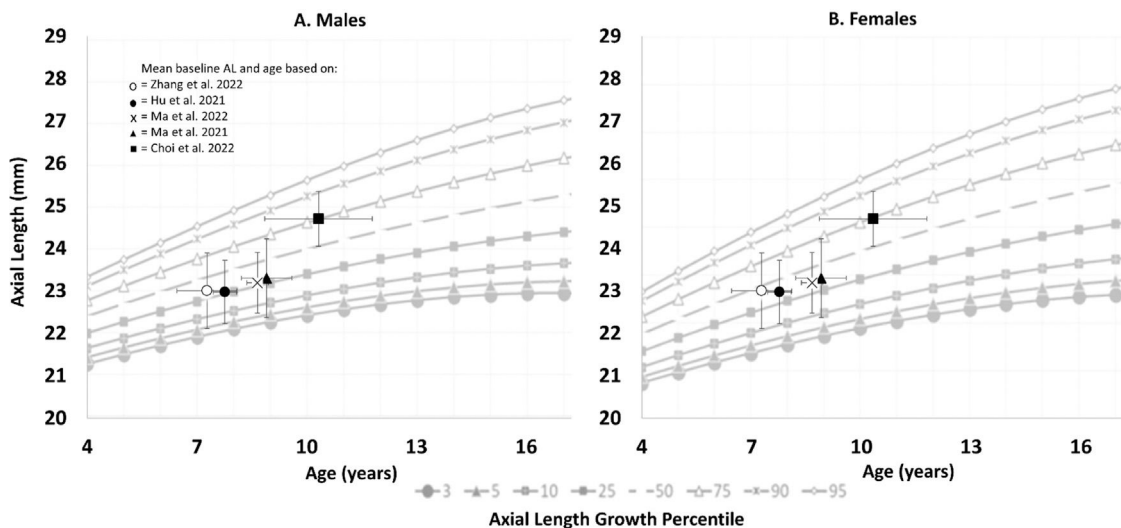 A. Males
29
28
27
26
25
24
23
22
21
20
Axial Length (mm)
Mean baseline AL and age based on:
= Zhang et al. 2022
= Hu et al. 2021
= Ma et al. 2022
= Ma et al. 2021
= Choi et al. 2022
4 7 10 13 16
Age (years)
B. Females
29
28
27
26
25
24
23
22
21
20
4 7 10 13 16
Age (years)
3 5 10 25 50 75 90 95
Axial Length Growth Percentile